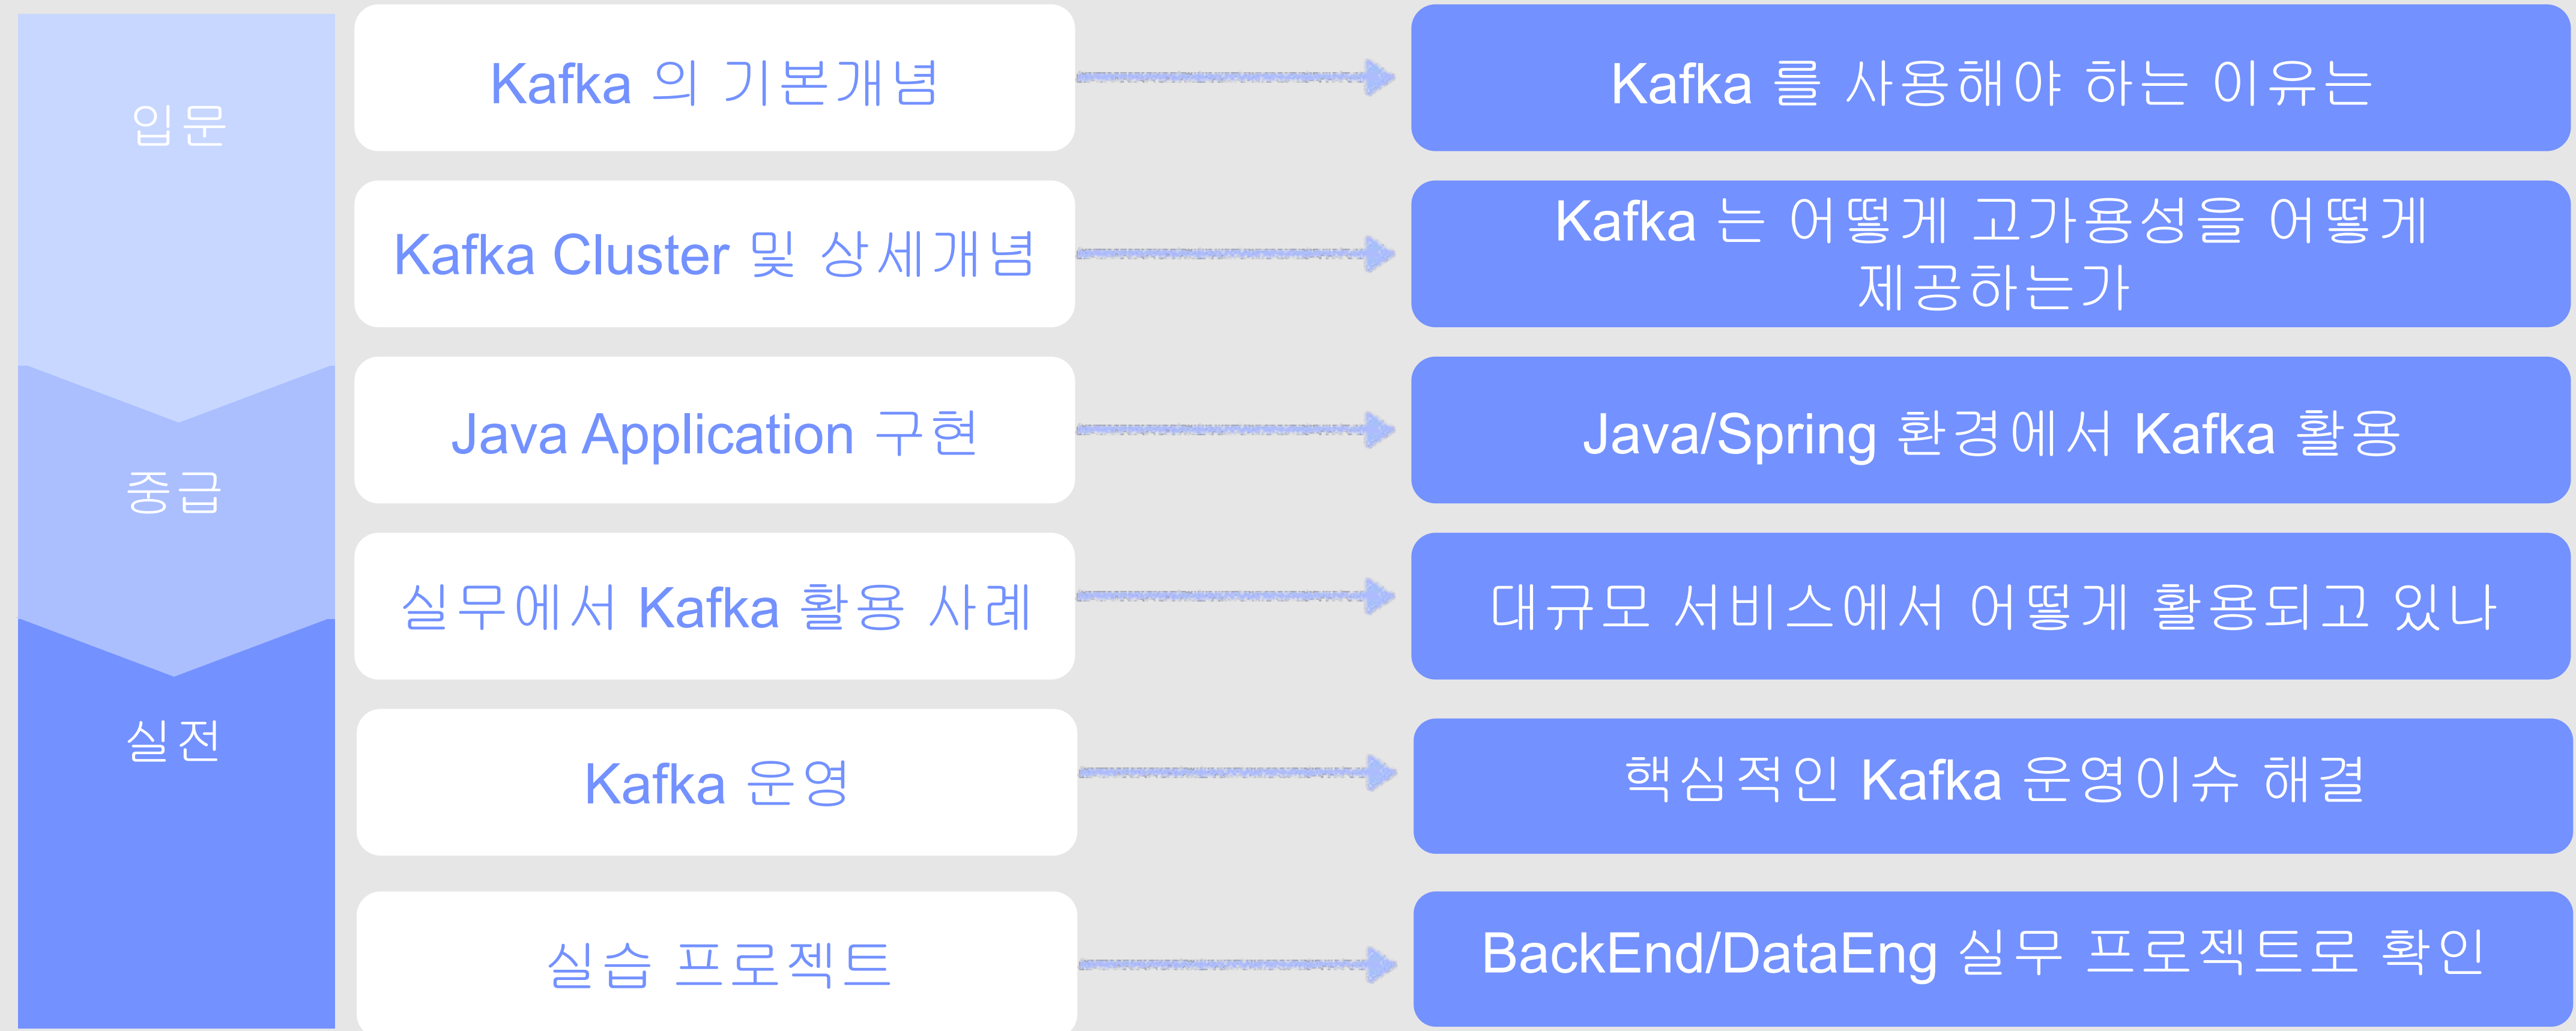 입문
Kafka 의 기본개념
Kafka 를 사용해야 하는 이유는
Kafka Cluster 및 상세개념
Kafka 는 어떻게 고가용성을 어떻게
제공하는가
중급
Java Application 구현
Java/Spring 환경에서 Kafka 활용
실무에서 Kafka 활용 사례
대규모 서비스에서 어떻게 활용되고 있나
실전
Kafka 운영
핵심적인 Kafka 운영이슈 해결
실습 프로젝트
BackEnd/DataEng 실무 프로젝트로 확인